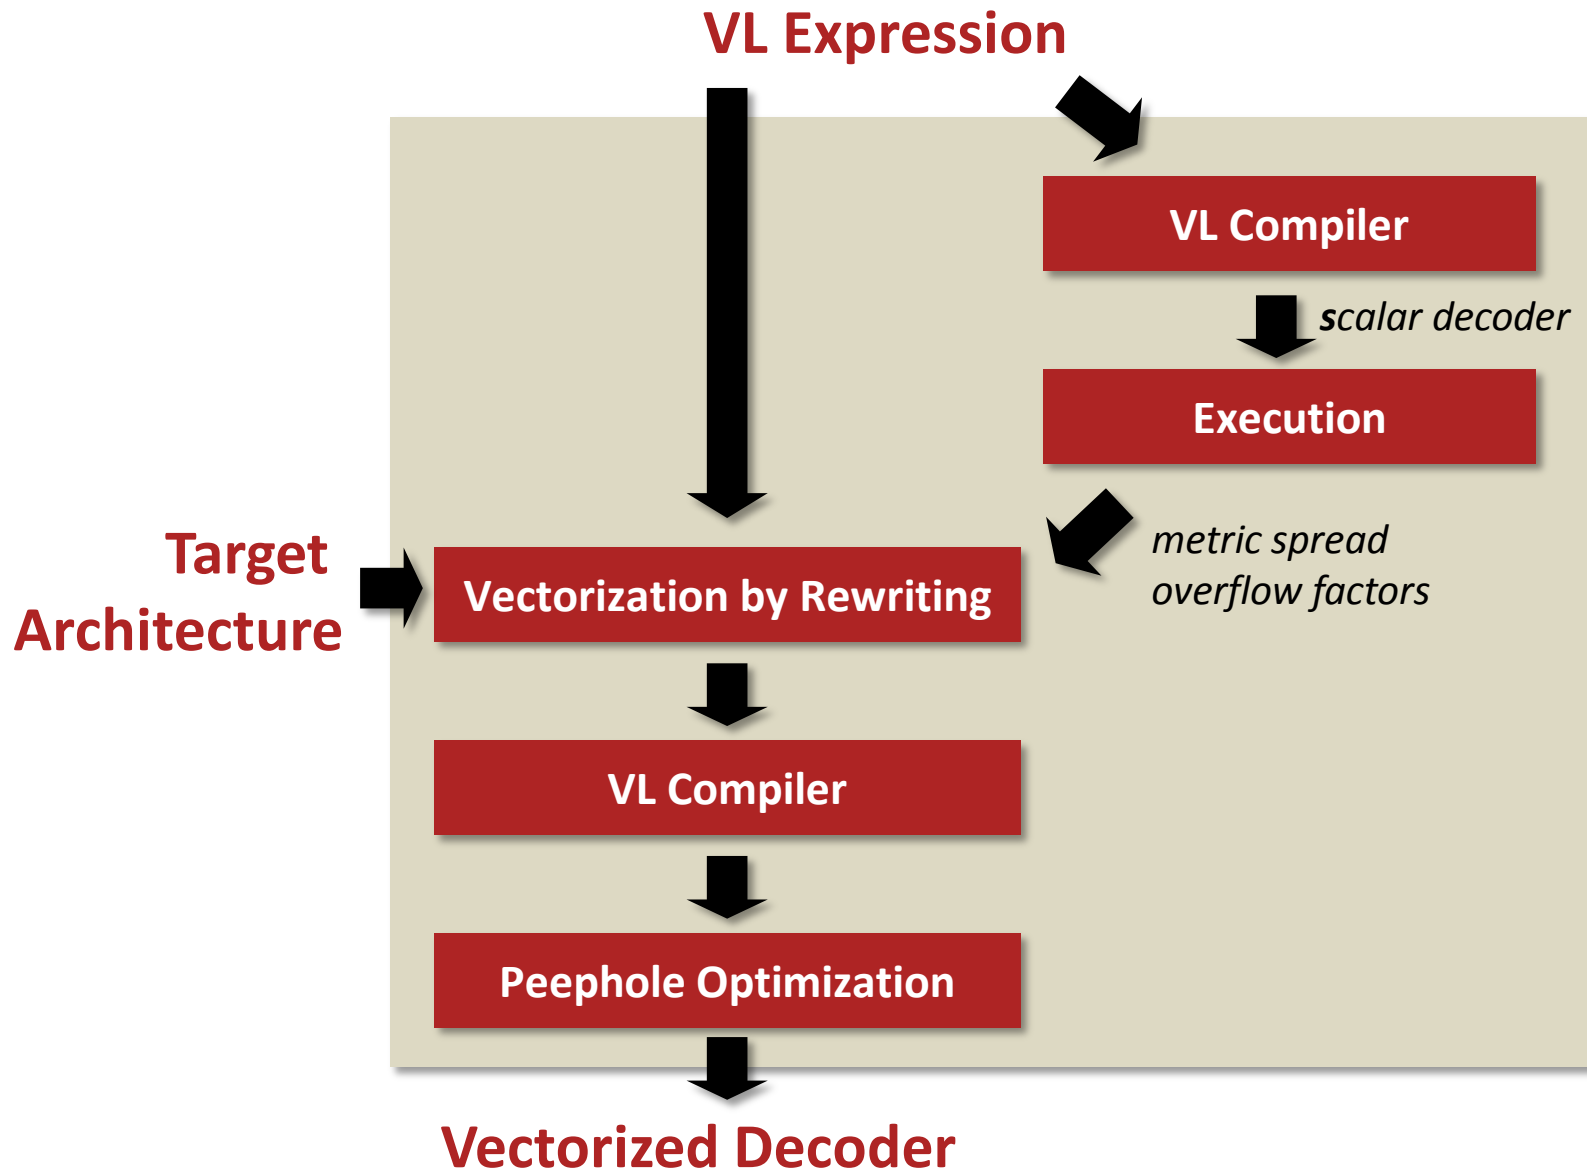 VL Expression
VL Compiler
scalar decoder
Execution
metric spread
overflow factors
Target
Architecture
Vectorization by Rewriting
VL Compiler
Peephole Optimization
Vectorized Decoder